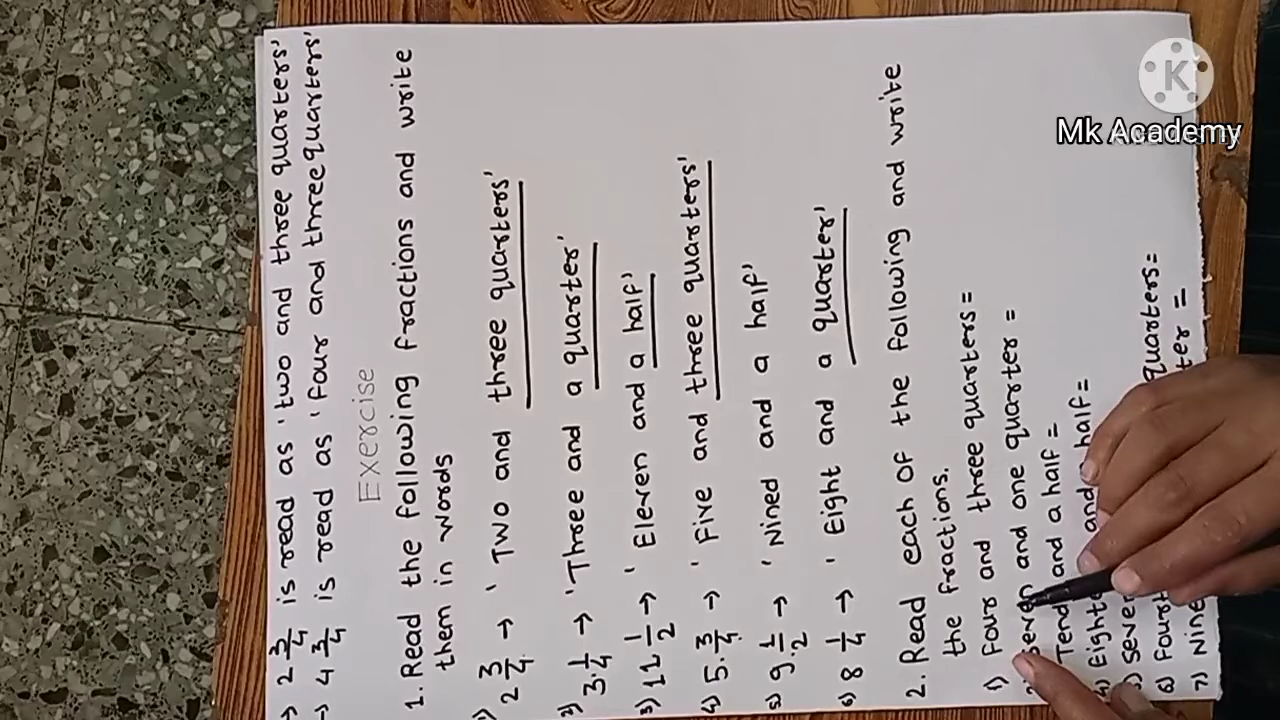 → 2 3/4 is read as 'two and three quarters'
→ 4 3/4 is read as 'four and three quarters'
Exercise
1. Read the following fractions and write
them in words
1) 2 3/4 → 'Two and three quarters'
2) 3 1/4 → 'Three and a quarter'
3) 11 1/2 → 'Eleven and a half'
4) 5 3/4 → 'Five and three quarters'
5) 9 1/2 → 'Nined and a half'
6) 8 1/4 → 'Eight and a quarter'
2. Read each of the following and write
the fractions.
1) Four and three quarters =
Seven and one quarter =
Tend and a half =
and half =
quarters =
7) Nine =
K
Mk Academy